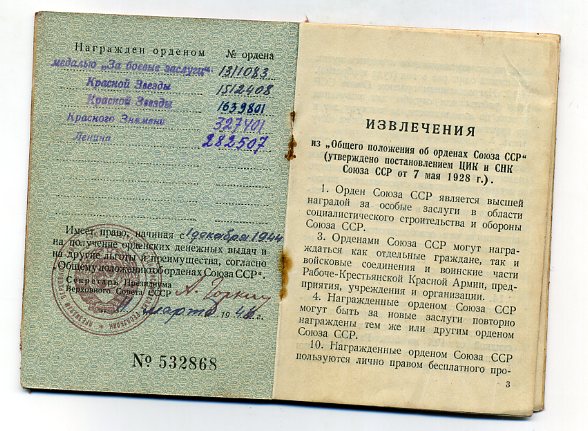 Награжден орденом № ордена
медалью „За боевые заслуги" 1311083
Красной Звезды 1512408
Красной Звезды 1639801
Красного Знамени 327401
Ленина 282507
Имеет право, начиная с 1 декабря 1944
на получение орденских денежных выдач и
на другие льготы и преимущества, согласно
„Общему положению об орденах Союза ССР".
Секретарь Президиума
Верховного Совета СССР А. Горкин
марта 1946 г.
№ 532868
ИЗВЛЕЧЕНИЯ
из „Общего положения об орденах Союза ССР"
(утверждено постановлением ЦИК и СНК
Союза ССР от 7 мая 1928 г.).
1. Орден Союза ССР является высшей
наградой за особые заслуги в области
социалистического строительства и обороны
Союза ССР.
3. Орденами Союза ССР могут награ-
ждаться как отдельные граждане, так и
войсковые соединения и воинские части
Рабоче-Крестьянской Красной Армии, пред-
приятия, учреждения и организации.
4. Награжденные орденом Союза ССР
могут быть за новые заслуги повторно
награждены тем же или другим орденом
Союза ССР.
10. Награжденные орденом Союза ССР
пользуются лично правом бесплатного про-
3